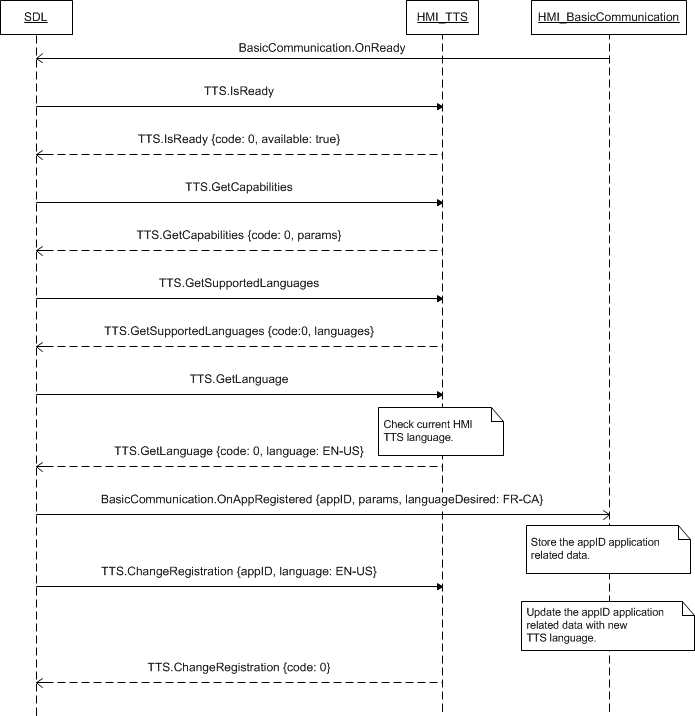 SDL
HMI_TTS
HMI_BasicCommunication
BasicCommunication.OnReady
TTS.IsReady
TTS.IsReady {code: 0, available: true}
TTS.GetCapabilities
TTS.GetCapabilities {code: 0, params}
TTS.GetSupportedLanguages
TTS.GetSupportedLanguages {code:0, languages}
TTS.GetLanguage
Check current HMI
TTS language.
TTS.GetLanguage {code: 0, language: EN-US}
BasicCommunication.OnAppRegistered {appID, params, languageDesired: FR-CA}
Store the appID application
related data.
TTS.ChangeRegistration {appID, language: EN-US}
Update the appID application
related data with new
TTS language.
TTS.ChangeRegistration {code: 0}